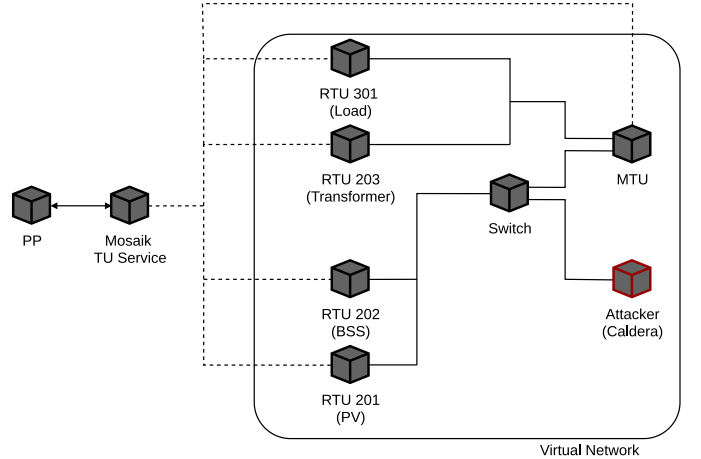 RTU 301
(Load)
RTU 203
(Transformer)
MTU
PP
Mosaik
TU Service
Switch
RTU 202
(BSS)
Attacker
(Caldera)
RTU 201
(PV)
Virtual Network